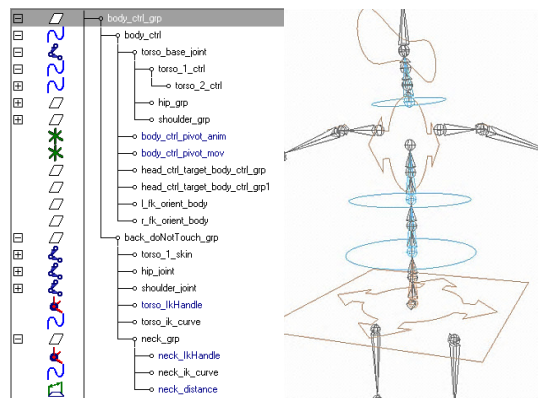 body_ctrl_grp
body_ctrl
torso_base_joint
torso_1_ctrl
torso_2_ctrl
hip_grp
shoulder_grp
body_ctrl_pivot_anim
body_ctrl_pivot_mov
head_ctrl_target_body_ctrl_grp
head_ctrl_target_body_ctrl_grp1
l_fk_orient_body
r_fk_orient_body
back_doNotTouch_grp
torso_1_skin
hip_joint
shoulder_joint
torso_IkHandle
torso_ik_curve
neck_grp
neck_IkHandle
neck_ik_curve
neck_distance